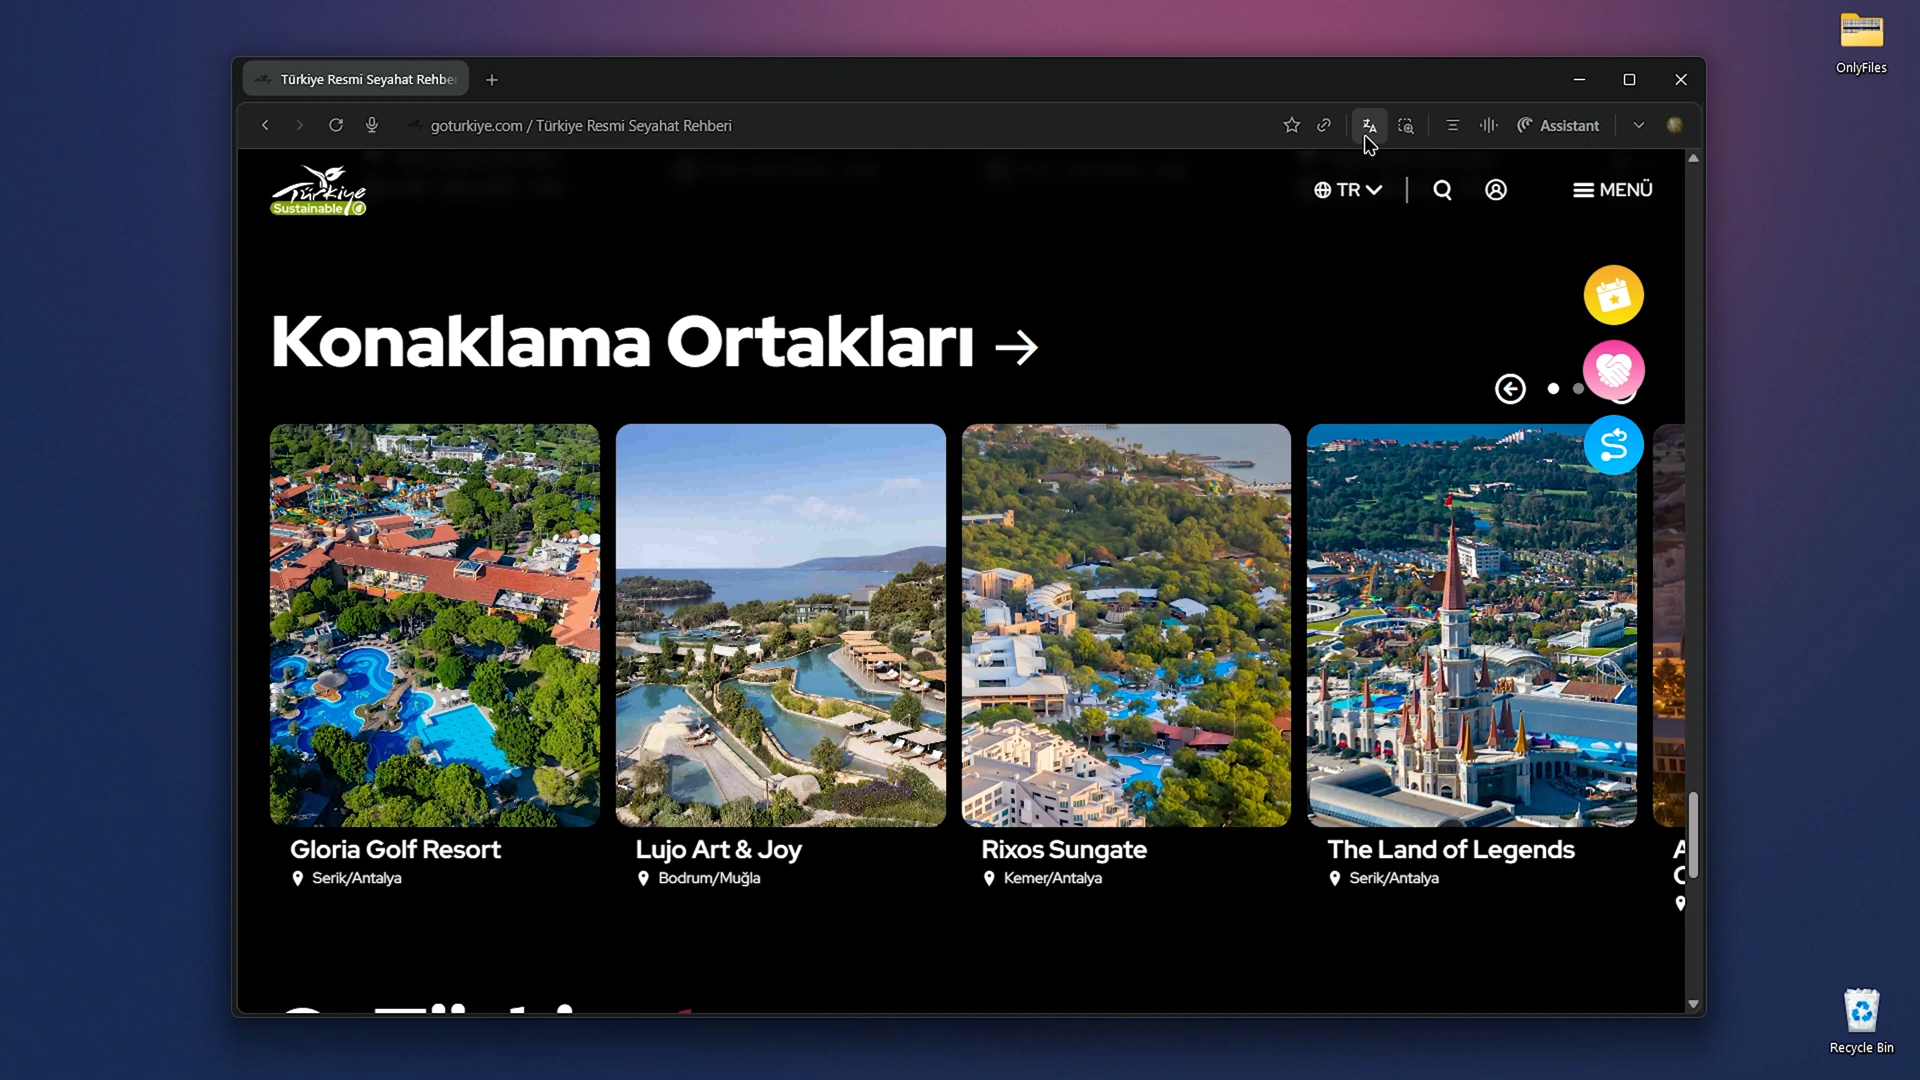 OnlyFiles
Türkiye Resmi Seyahat Rehber
goturkiye.com / Türkiye Resmi Seyahat Rehberi
Assistant
Türkiye
Sustainable
TR
MENÜ
Konaklama Ortakları →
Gloria Golf Resort
Serik/Antalya
Lujo Art & Joy
Bodrum/Muğla
Rixos Sungate
Kemer/Antalya
The Land of Legends
Serik/Antalya
Recycle Bin